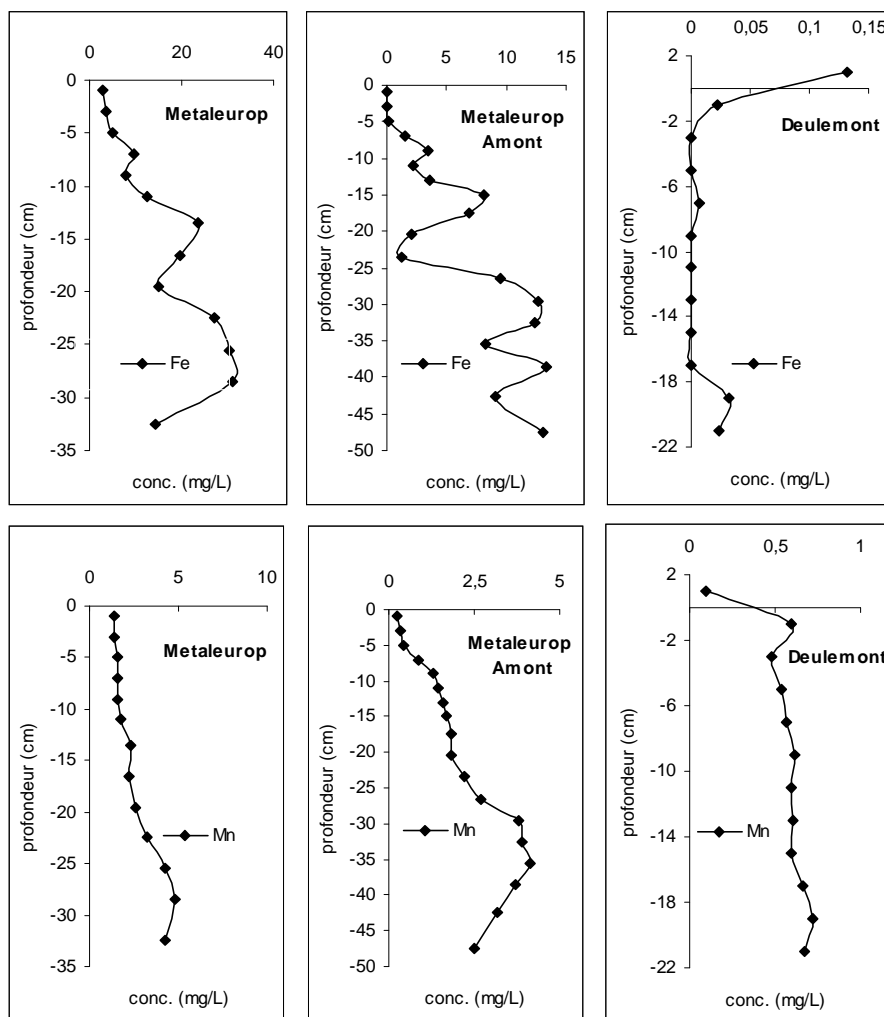 0 20 40
0
-5
-10
-15
-20
-25
-30
-35
profondeur (cm)
Metaleurop
Fe
conc. (mg/L)
0 5 10 15
0
-5
-10
-15
-20
-25
-30
-35
-40
-45
-50
profondeur (cm)
Metaleurop
Amont
Fe
conc. (mg/L)
0 0,05 0,1 0,15
2
-2
-6
-10
-14
-18
-22
profondeur (cm)
Deulemont
Fe
conc. (mg/L)
0 5 10
0
-5
-10
-15
-20
-25
-30
-35
profondeur (cm)
Metaleurop
Mn
conc. (mg/L)
0 2,5 5
0
-5
-10
-15
-20
-25
-30
-35
-40
-45
-50
profondeur (cm)
Metaleurop
Amont
Mn
conc. (mg/L)
0 0,5 1
2
-2
-6
-10
-14
-18
-22
profondeur (cm)
Deulemont
Mn
conc. (mg/L)